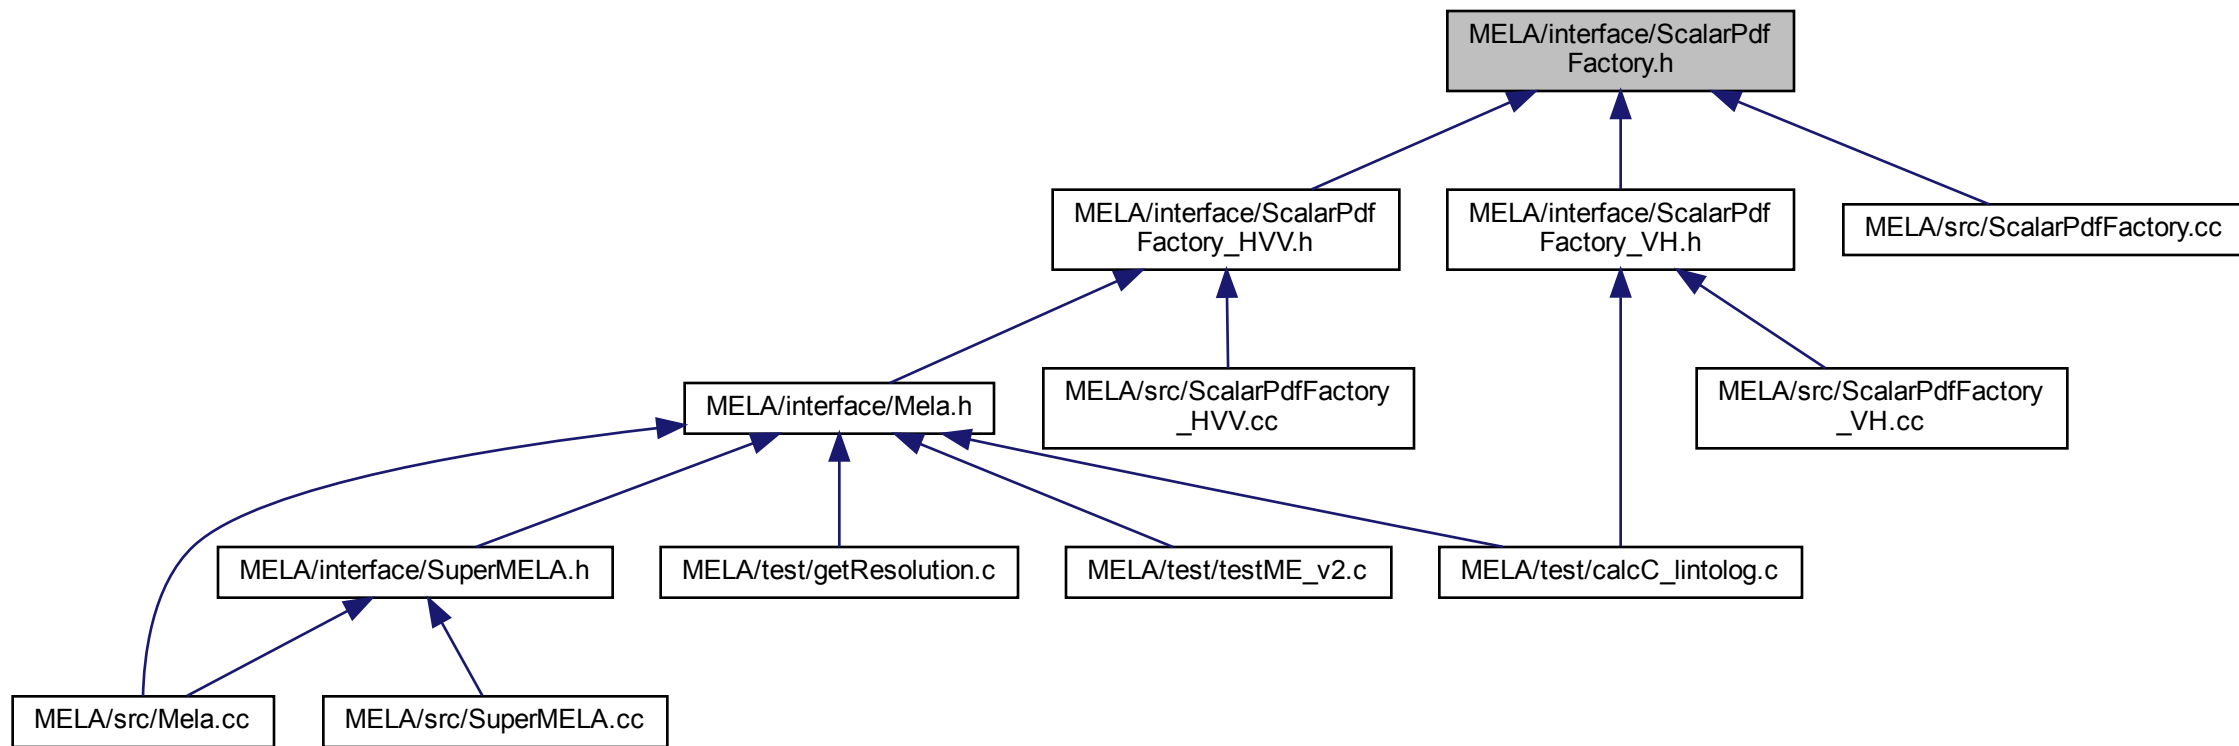 MELA/interface/ScalarPdf
Factory.h
MELA/interface/ScalarPdf
Factory_HVV.h
MELA/interface/ScalarPdf
Factory_VH.h
MELA/src/ScalarPdfFactory.cc
MELA/interface/Mela.h
MELA/src/ScalarPdfFactory
_HVV.cc
MELA/src/ScalarPdfFactory
_VH.cc
MELA/interface/SuperMELA.h
MELA/test/getResolution.c
MELA/test/testME_v2.c
MELA/test/calcC_lintolog.c
MELA/src/Mela.cc
MELA/src/SuperMELA.cc